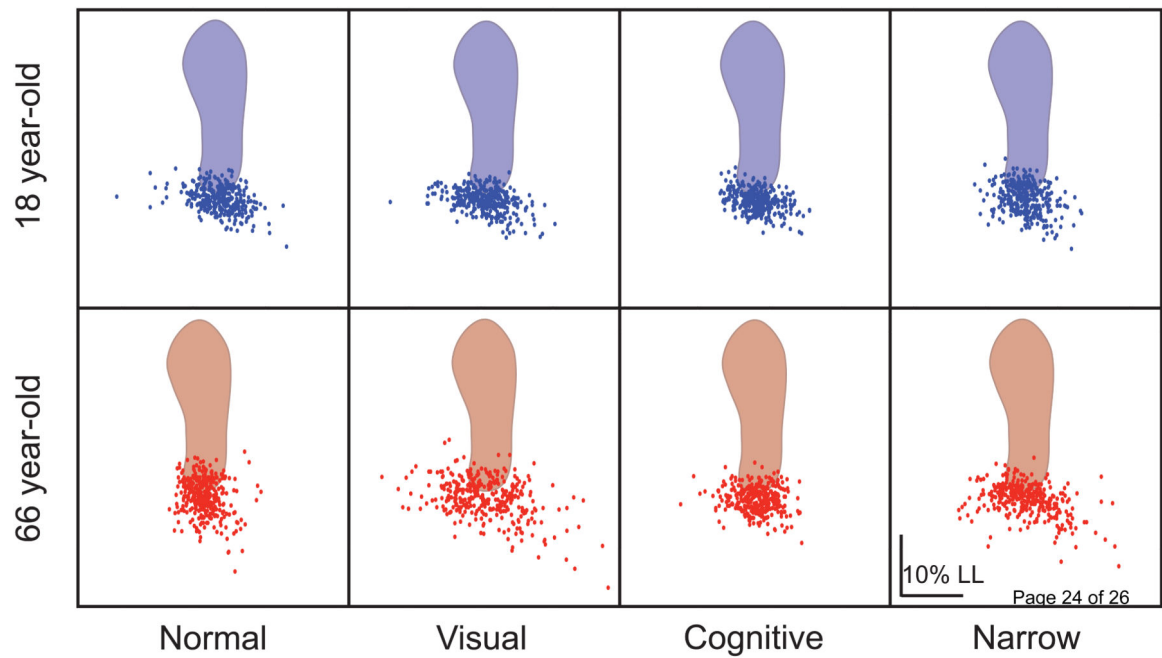 18 year-old
66 year-old
10% LL
Page 24 of 26
Normal
Visual
Cognitive
Narrow